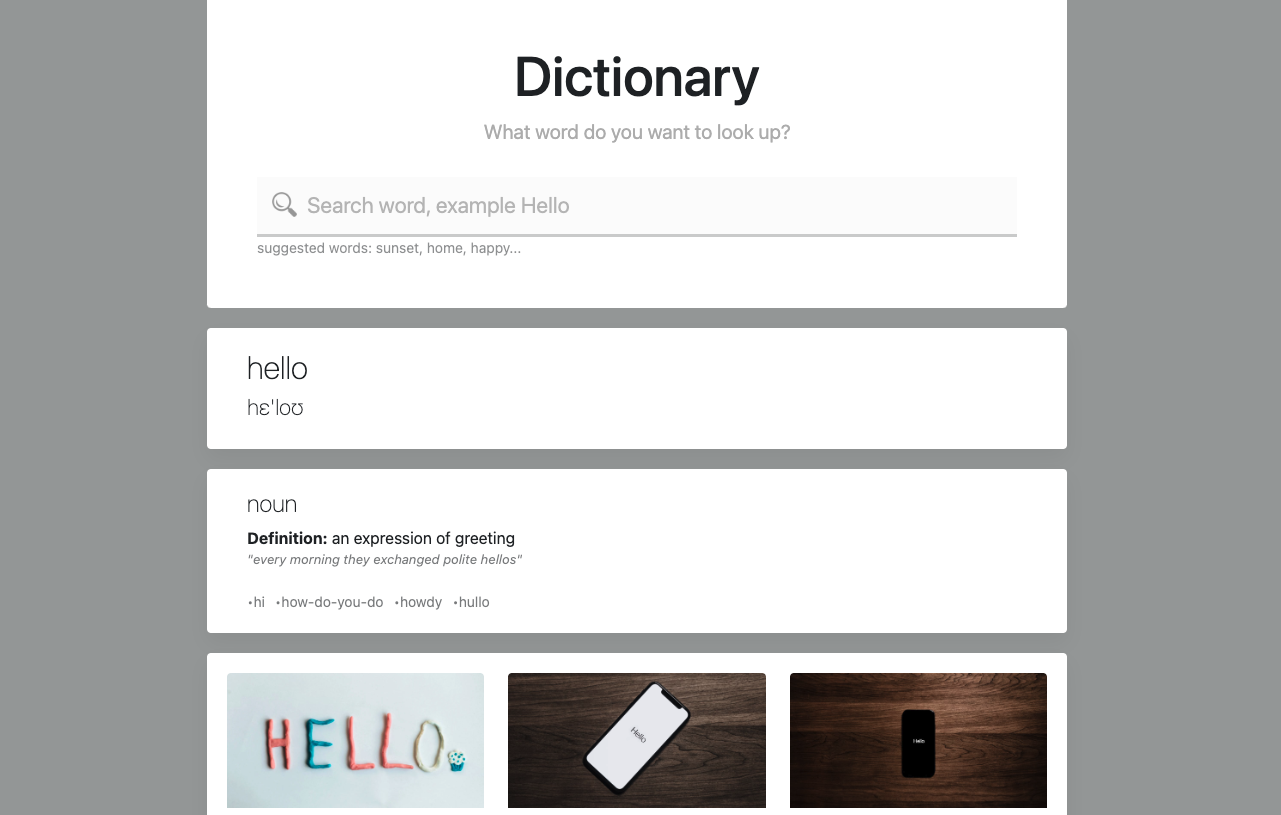 Dictionary
What word do you want to look up?
Search word, example Hello
suggested words: sunset, home, happy...
hello
hɛ'loʊ
noun
Definition: an expression of greeting
"every morning they exchanged polite hellos"
•hi •how-do-you-do •howdy •hullo
HELLO
Hello
Hello